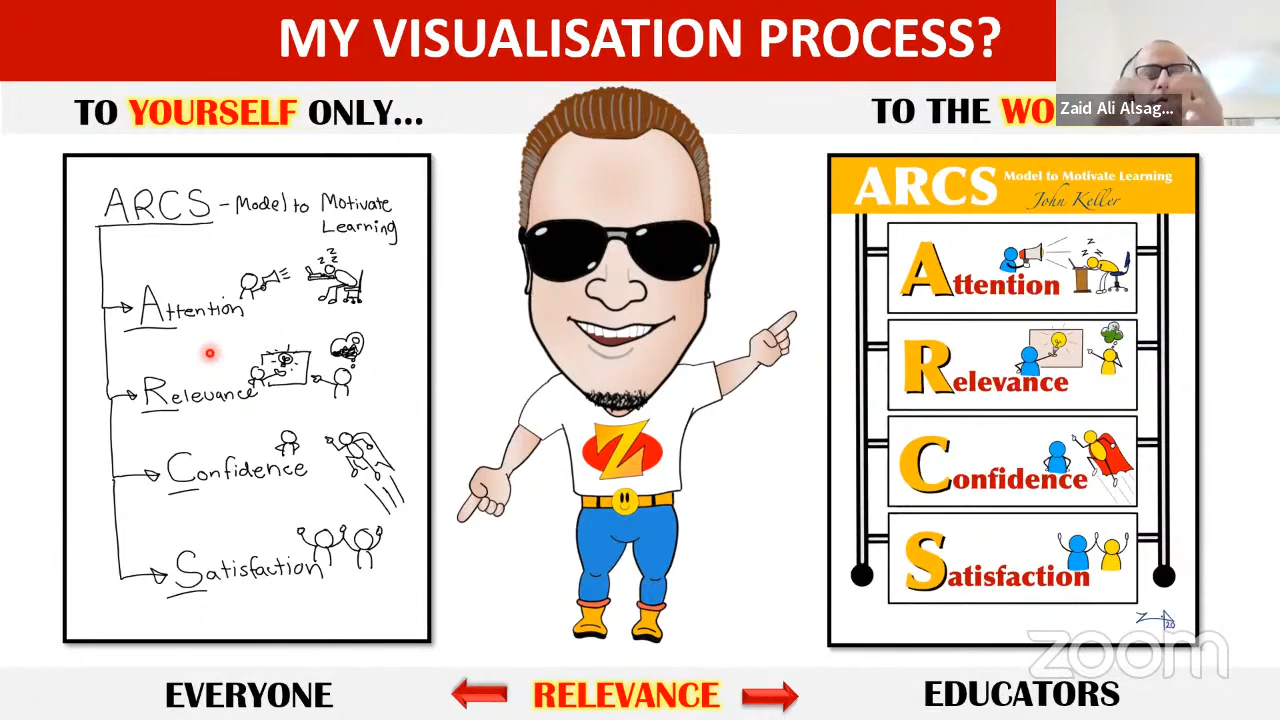 MY VISUALISATION PROCESS?
Zaid Ali Alsag...
TO YOURSELF ONLY...
TO THE WO
ARCS - Model to Motivate
Learning
Attention
z z z
Relevance
Confidence
Satisfaction
Z
ARCS Model to Motivate Learning
John Keller
Attention
z z z
Relevance
Confidence
Satisfaction
20
zoom
EVERYONE
RELEVANCE
EDUCATORS